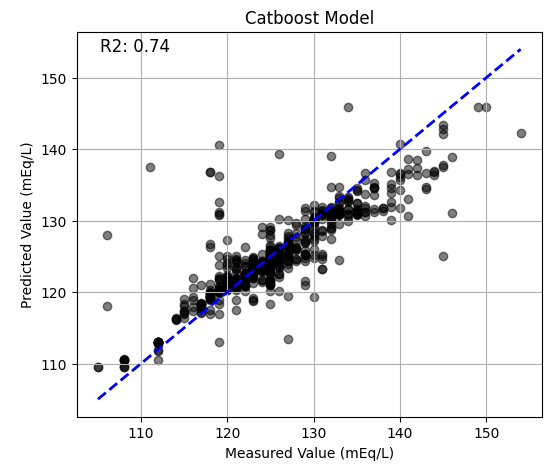 Catboost Model
R2: 0.74
150
140
130
120
110
Predicted Value (mEq/L)
110 120 130 140 150
Measured Value (mEq/L)